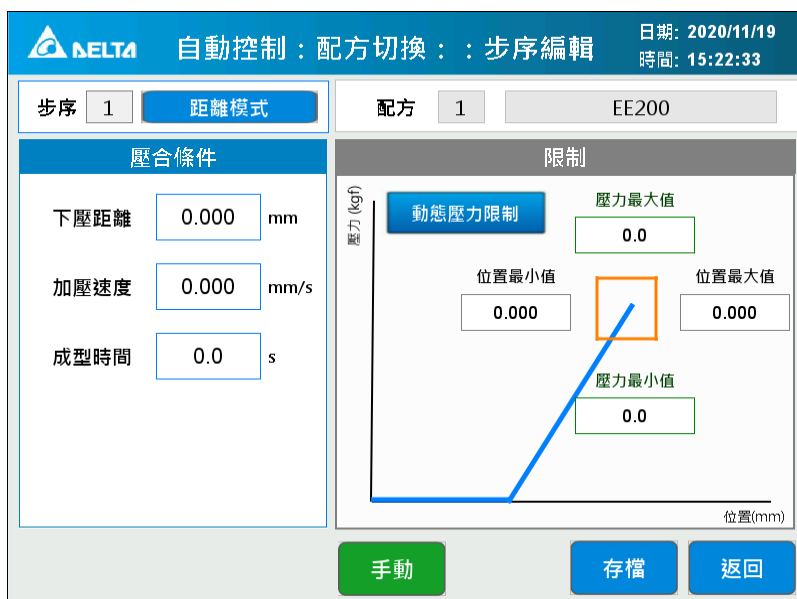 DELTA 自動控制：配方切換：：步序編輯 日期: 2020/11/19
時間: 15:22:33
步序 1 距離模式 配方 1 EE200
壓合條件
下壓距離 0.000 mm
加壓速度 0.000 mm/s
成型時間 0.0 s
限制
壓力 (kgf)
動態壓力限制
壓力最大值
0.0
位置最小值
0.000
位置最大值
0.000
壓力最小值
0.0
位置(mm)
手動 存檔 返回